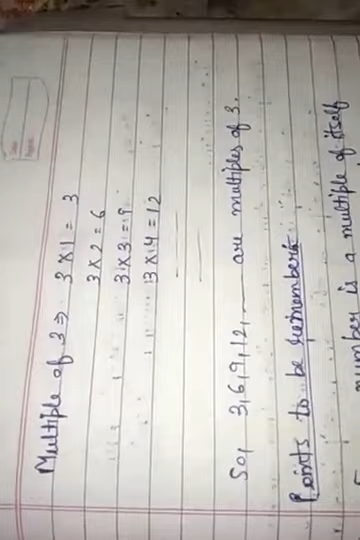 Multiple of 3 ⇒ 3 × 1 = 3
3 × 2 = 6
3 × 3 = 9
3 × 4 = 12
So, 3,6,9,12, —— are multiples of 3.
Points to be remembers
number is a multiple of itself